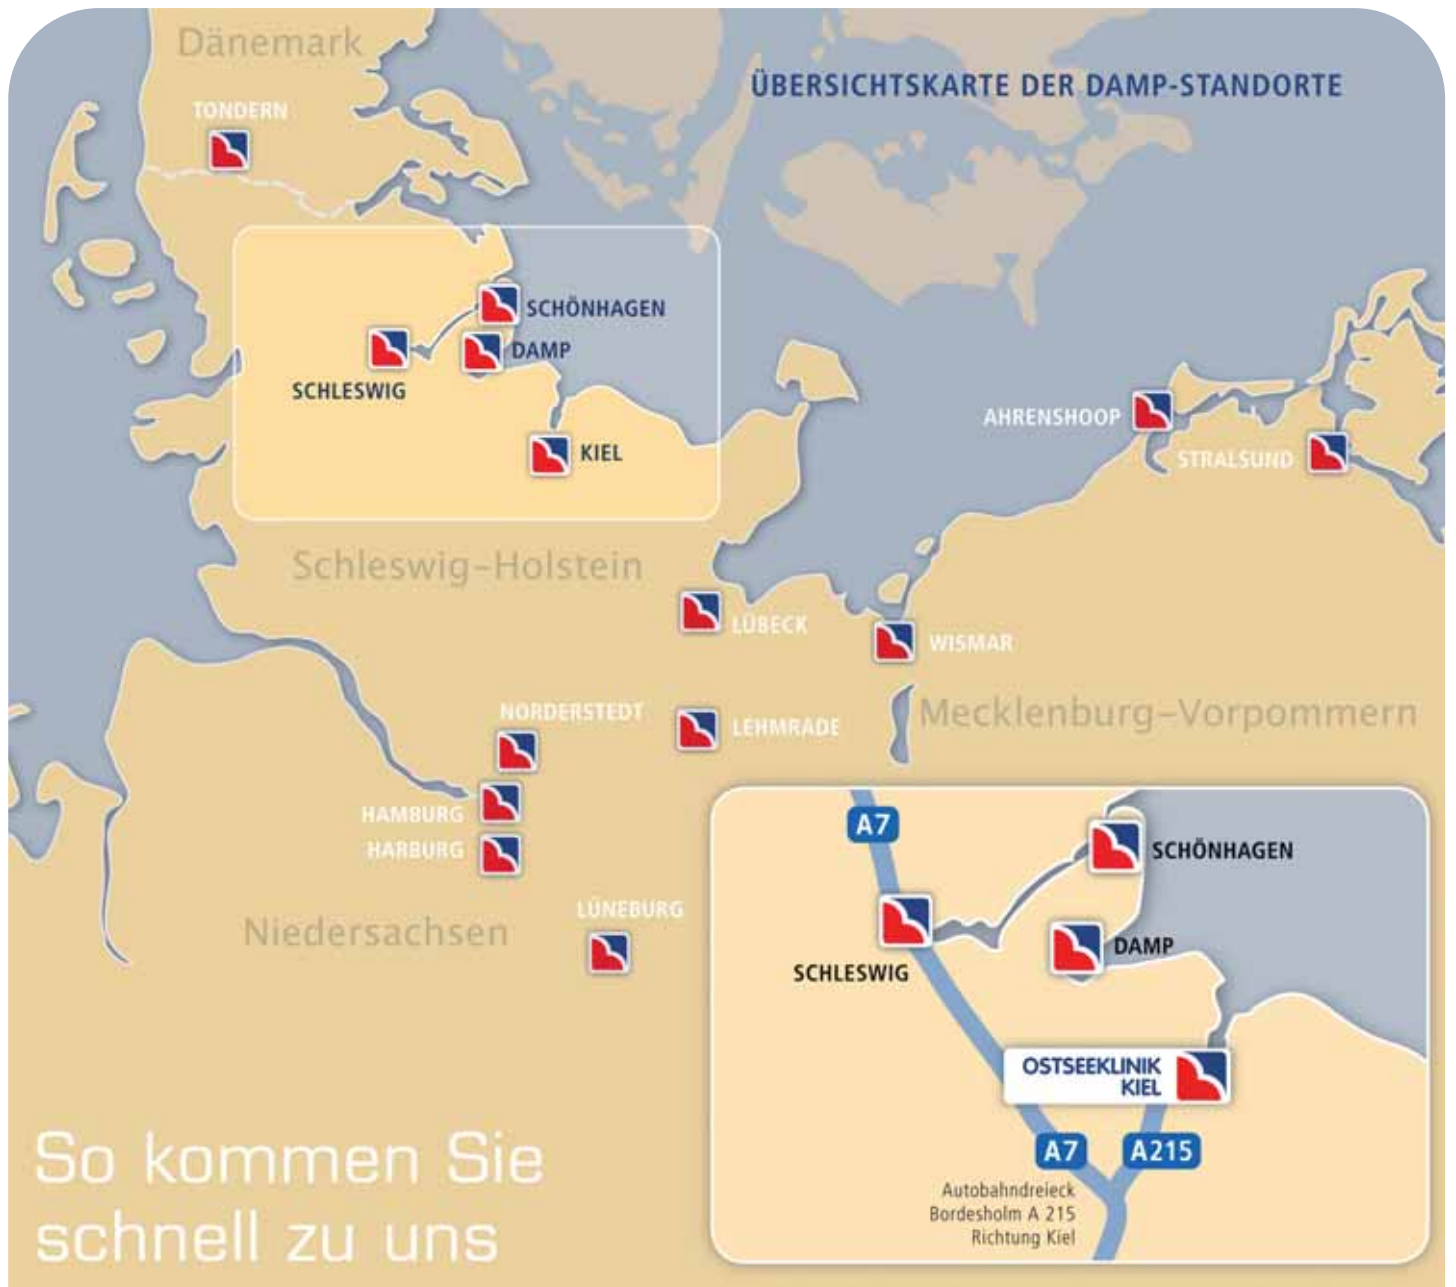 Dänemark
ÜBERSICHTSKARTE DER DAMP-STANDORTE
TONDERN
SCHÖNHAGEN
DAMP
SCHLESWIG
KIEL
AHRENSHOOP
STRALSUND
Schleswig-Holstein
LÜBECK
WISMAR
NORDERSTEDT
LEHMRADE
Mecklenburg-Vorpommern
HAMBURG
HARBURG
LÜNEBURG
Niedersachsen
A7
SCHÖNHAGEN
DAMP
SCHLESWIG
OSTSEEKLINIK
KIEL
A7
A215
Autobahndreieck
Bordesholm A 215
Richtung Kiel
So kommen Sie
schnell zu uns